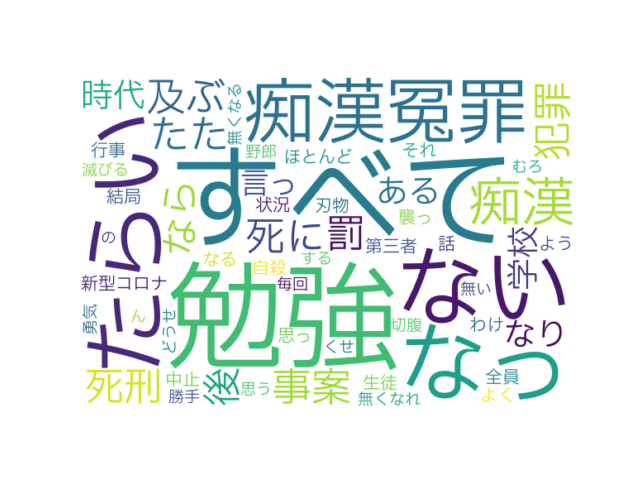 時代
及ぶ
無くなる
痴漢冤罪
犯罪
行事
たた
野郎
ほとんど
それ
滅びる
すべて
むろ
結局
言っ
ある
痴漢
たらい
なら
状況
刃物
襲っ
の
死に
罰
第三者
話
学校
よう
新型コロナ
なる
自殺
する
毎回
ない
無い
勇気
ん
どうせ
勉強
思っ
くせ
切腹
わけ
なり
なっ
死刑
中止
勝手
後
思う
事案
生徒
無くなれ
全員
よく